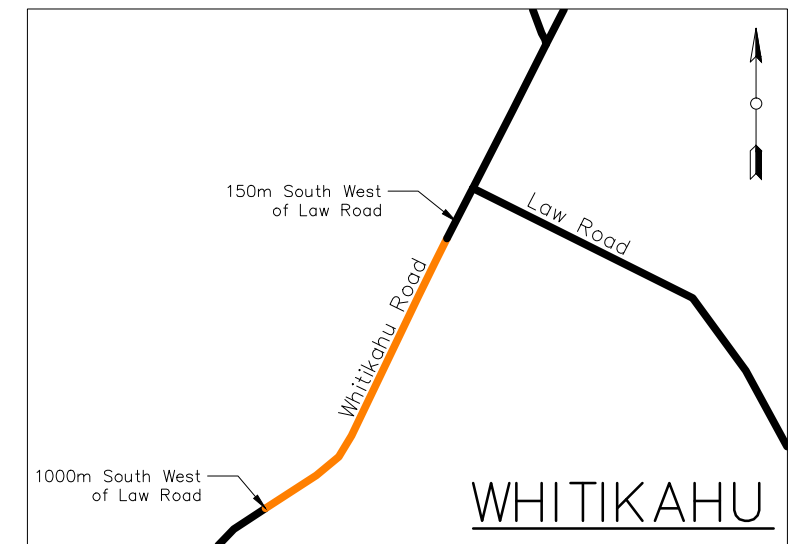 150m South West
of Law Road
Law Road
Whitikahu Road
1000m South West
of Law Road
WHITIKAHU